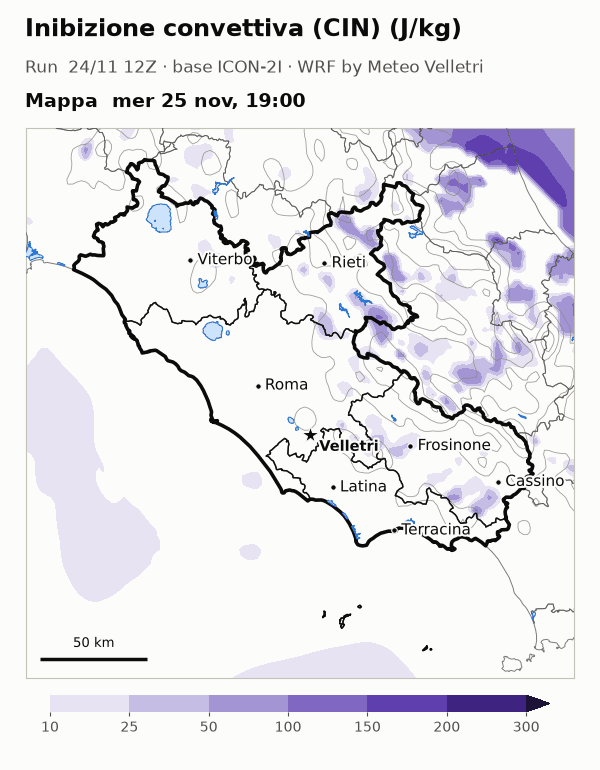 Inibizione convettiva (CIN) (J/kg)
Run 24/11 12Z · base ICON-2I · WRF by Meteo Velletri
Mappa mer 25 nov, 19:00
Viterbo
Rieti
Roma
Velletri
Frosinone
Cassino
Latina
Terracina
50 km
10 25 50 100 150 200 300